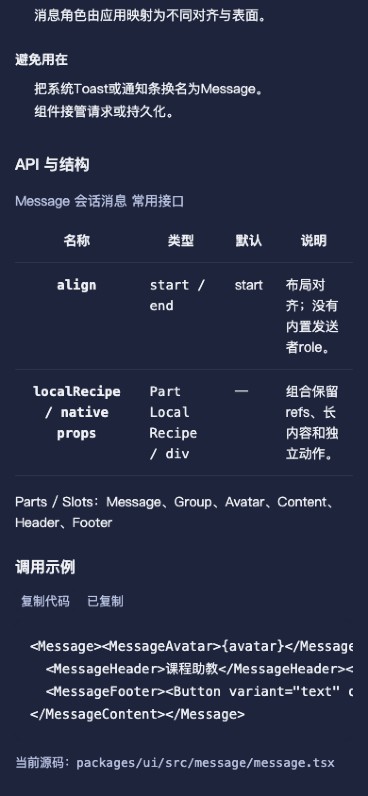 消息角色由应用映射为不同对齐与表面。
避免用在
把系统Toast或通知条换名为Message。
组件接管请求或持久化。
API 与结构
Message 会话消息 常用接口
名称 类型 默认 说明
align start / end start 布局对齐；没有内置发送者role。
localRecipe / native props Part Local Recipe / div — 组合保留refs、长内容和独立动作。
Parts / Slots：Message、Group、Avatar、Content、
Header、Footer
调用示例
复制代码 已复制
<Message><MessageAvatar>{avatar}</Message
<MessageHeader>课程助教</MessageHeader><
<MessageFooter><Button variant="text"
</MessageContent></Message>
当前源码：packages/ui/src/message/message.tsx